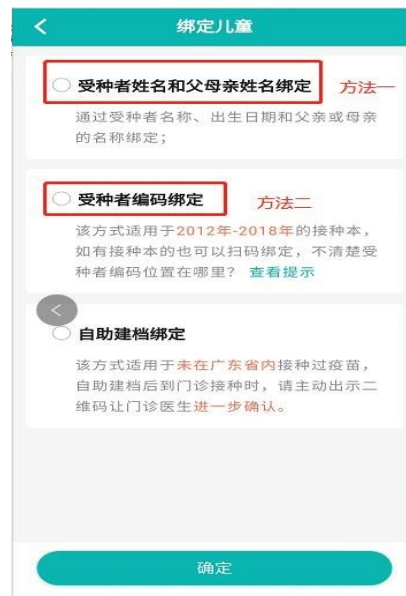 绑定儿童
受种者姓名和父母亲姓名绑定 方法一
通过受种者名称、出生日期和父亲或母亲
的名称绑定；
受种者编码绑定 方法二
该方式适用于2012年-2018年的接种本，
如有接种本的也可以扫码绑定，不清楚受
种者编码位置在哪里？ 查看提示
自助建档绑定
该方式适用于未在广东省内接种过疫苗，
自助建档后到门诊接种时，请主动出示二
维码让门诊医生进一步确认。
确定